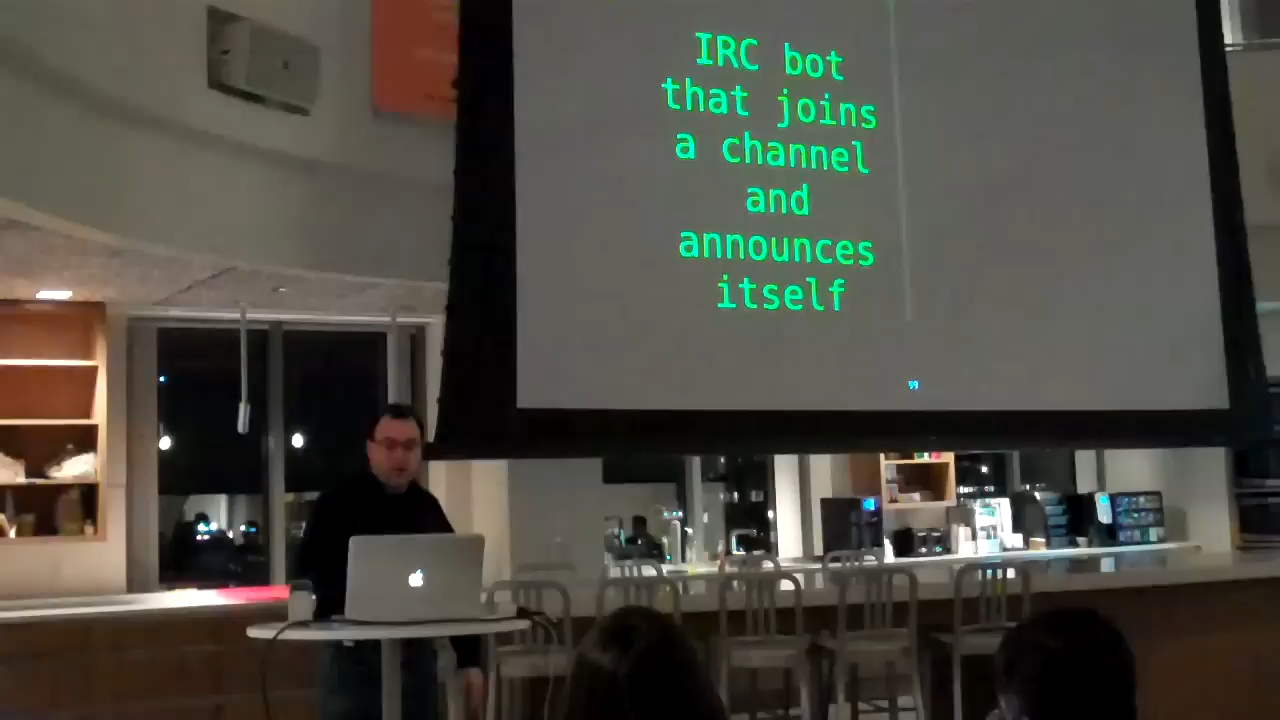 IRC bot
that joins
a channel
and
announces
itself